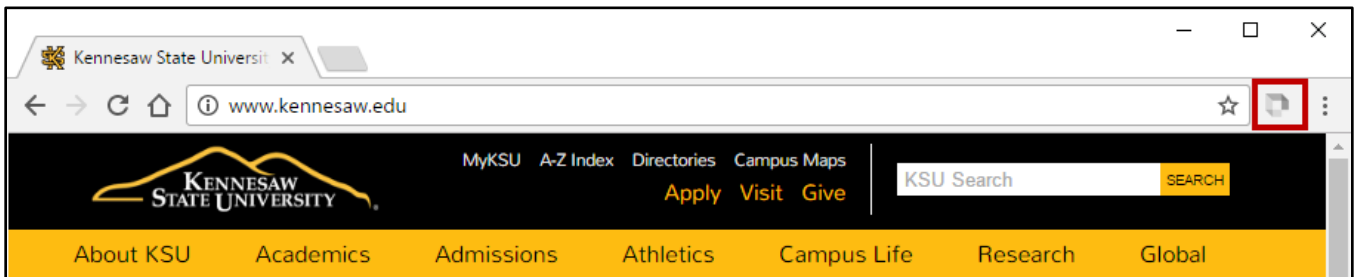 Kennesaw State Universit
www.kennesaw.edu
KENNESAW
STATE UNIVERSITY
MyKSU A-Z Index Directories Campus Maps
Apply Visit Give
KSU Search SEARCH
About KSU Academics Admissions Athletics Campus Life Research Global